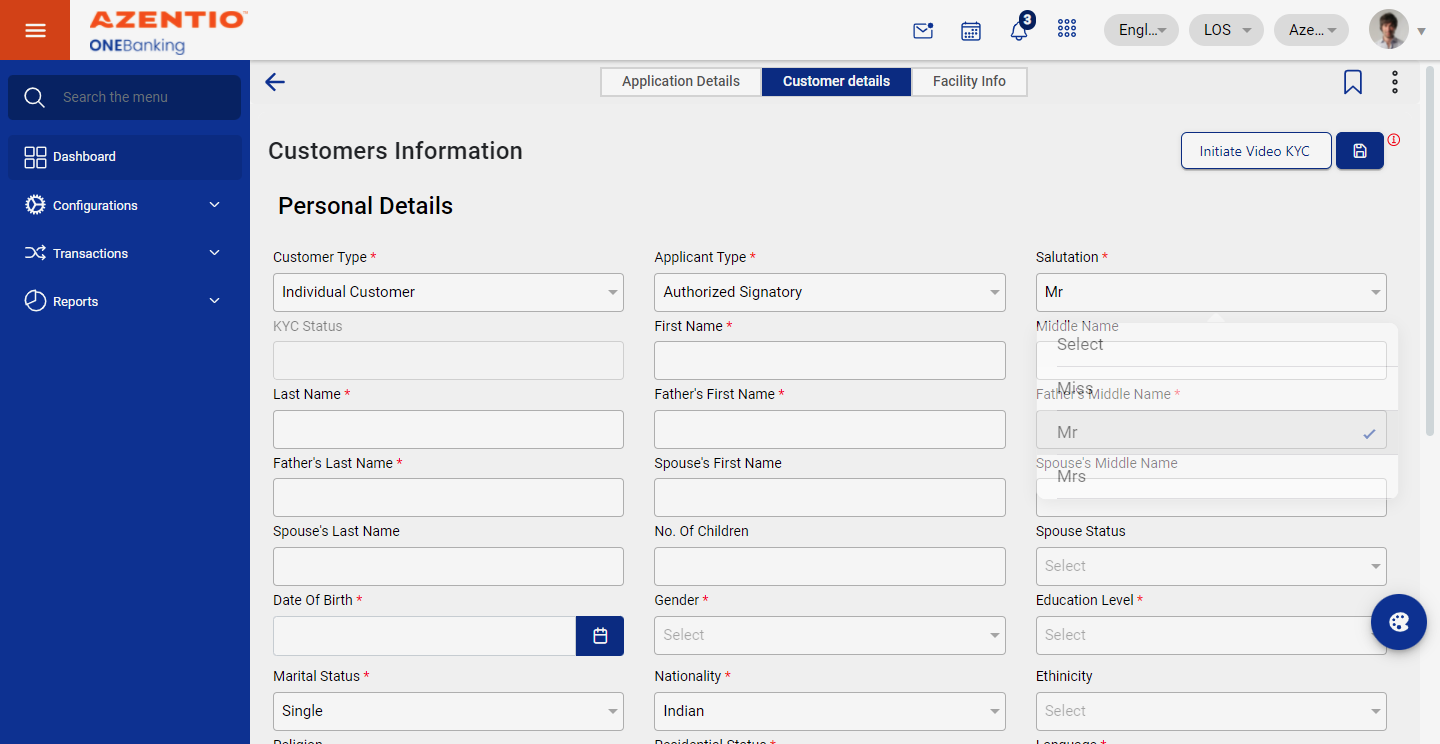 AZENTIO™
ONEBanking
3
Engl...
LOS
Aze...
Search the menu
Dashboard
Configurations
Transactions
Reports
Application Details
Customer details
Facility Info
Customers Information
Initiate Video KYC
Personal Details
Customer Type *
Applicant Type *
Salutation *
Individual Customer
Authorized Signatory
Mr
KYC Status
First Name *
Middle Name
Select
Miss
Last Name *
Father's First Name *
Father's Middle Name *
Mr
Father's Last Name *
Spouse's First Name
Spouse's Middle Name
Mrs
Spouse's Last Name
No. Of Children
Spouse Status
Select
Date Of Birth *
Gender *
Education Level *
Select
Select
Marital Status *
Nationality *
Ethinicity
Single
Indian
Select
Religion
Residential Status *
Language *